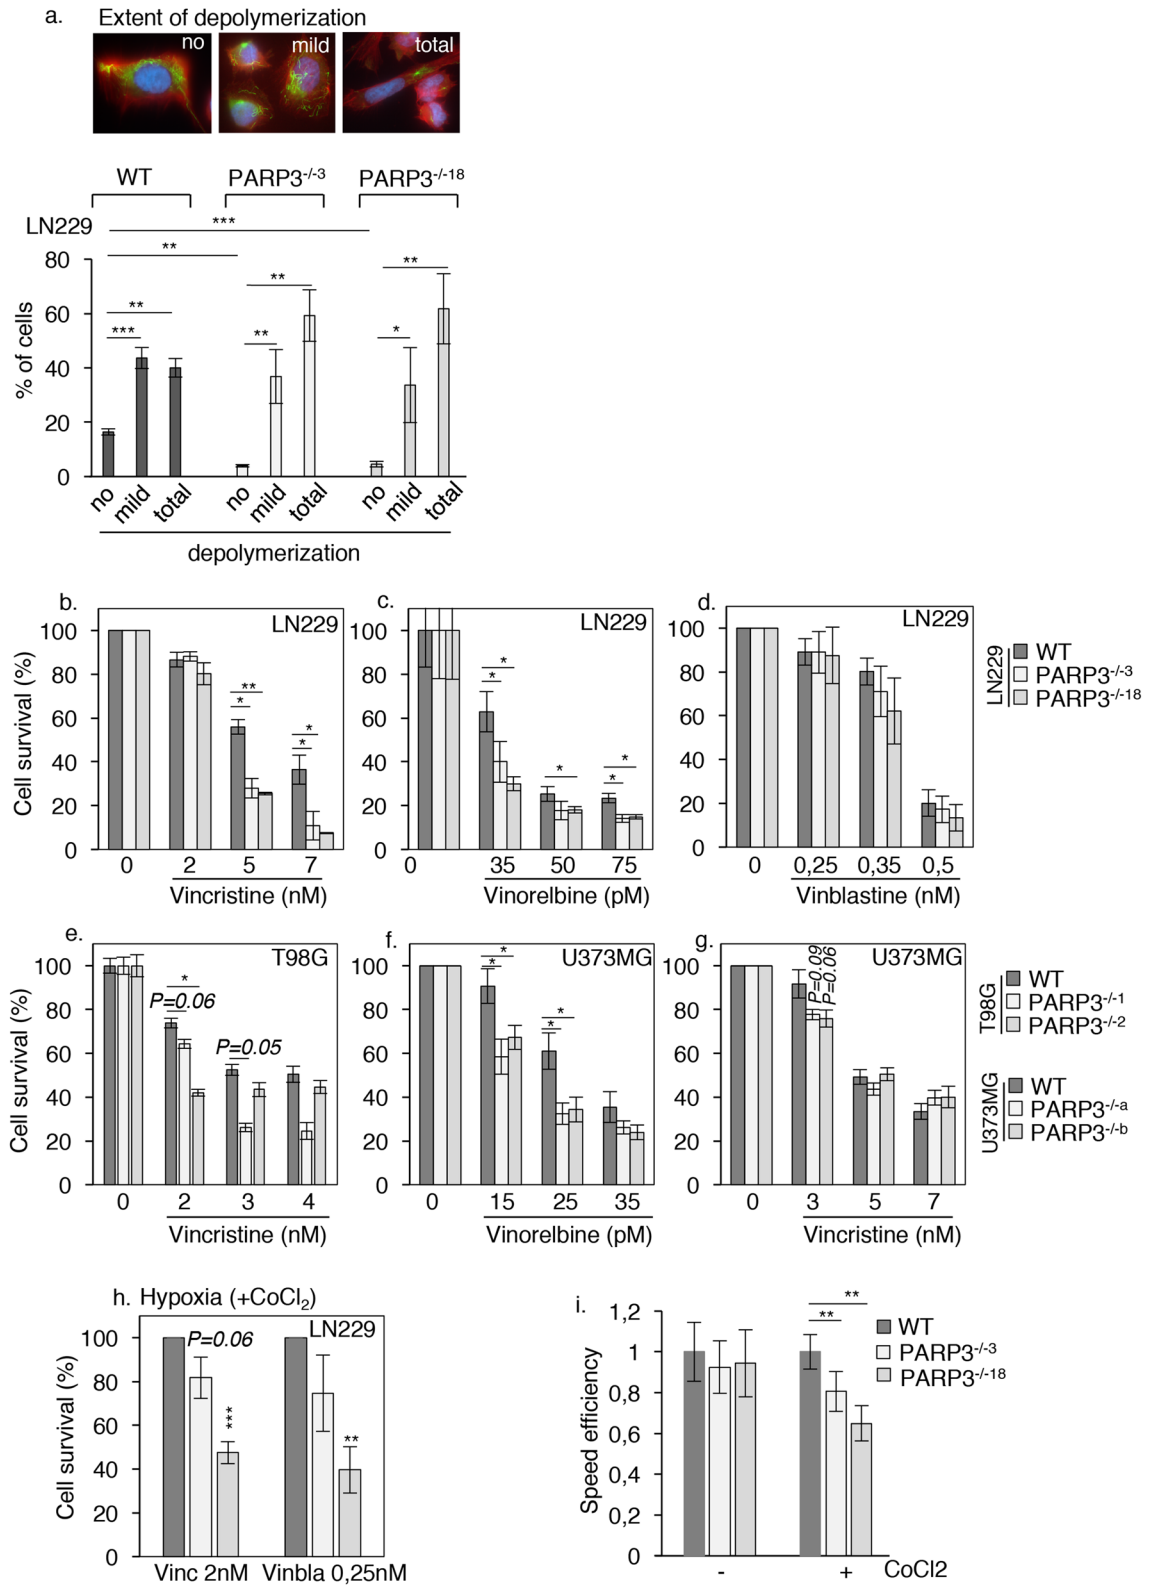 a. Extent of depolymerization
no mild total
WT PARP3-/-3 PARP3-/-18
LN229
***
**
** ** **
*** ** *
% of cells
80
60
40
20
0
no mild total no mild total no mild total
depolymerization
b. LN229
Cell survival (%)
100
80
60
40
20
0
**
*
*
*
0 2 5 7
Vincristine (nM)
c. LN229
100
80
60
40
20
0
*
*
*
*
*
0 35 50 75
Vinorelbine (pM)
d. LN229
100
80
60
40
20
0
0 0,25 0,35 0,5
Vinblastine (nM)
LN229
WT
PARP3-/-3
PARP3-/-18
e. T98G
Cell survival (%)
100
80
60
40
20
0
*
P=0.06
P=0.05
0 2 3 4
Vincristine (nM)
f. U373MG
100
80
60
40
20
0
*
*
*
*
0 15 25 35
Vinorelbine (pM)
g. U373MG
100
80
60
40
20
0
P=0.09
P=0.06
0 3 5 7
Vincristine (nM)
T98G
WT
PARP3-/-1
PARP3-/-2
U373MG
WT
PARP3-/-a
PARP3-/-b
h. Hypoxia (+CoCl2)
LN229
Cell survival (%)
100
80
60
40
20
0
P=0.06
***
**
Vinc 2nM Vinbla 0,25nM
i.
Speed efficiency
1,2
1
0,8
0,6
0,4
0,2
0
**
**
WT
PARP3-/-3
PARP3-/-18
- + CoCl2